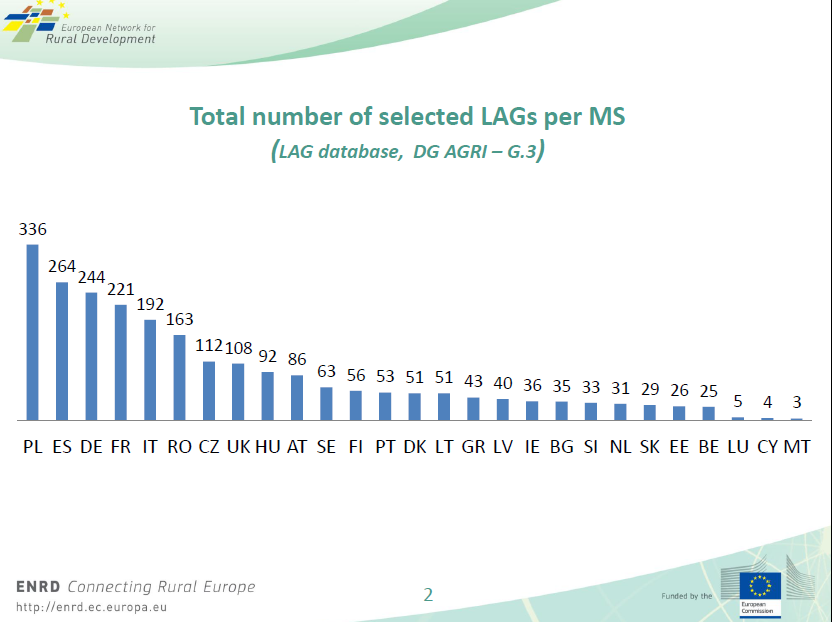 European Network for
Rural Development
Total number of selected LAGs per MS
(LAG database, DG AGRI – G.3)
336
264
244
221
192
163
112
108
92
86
63
56
53
51
51
43
40
36
35
33
31
29
26
25
5
4
3
PL ES DE FR IT RO CZ UK HU AT SE FI PT DK LT GR LV IE BG SI NL SK EE BE LU CY MT
ENRD Connecting Rural Europe
http://enrd.ec.europa.eu
2
Funded by the
European
Commission